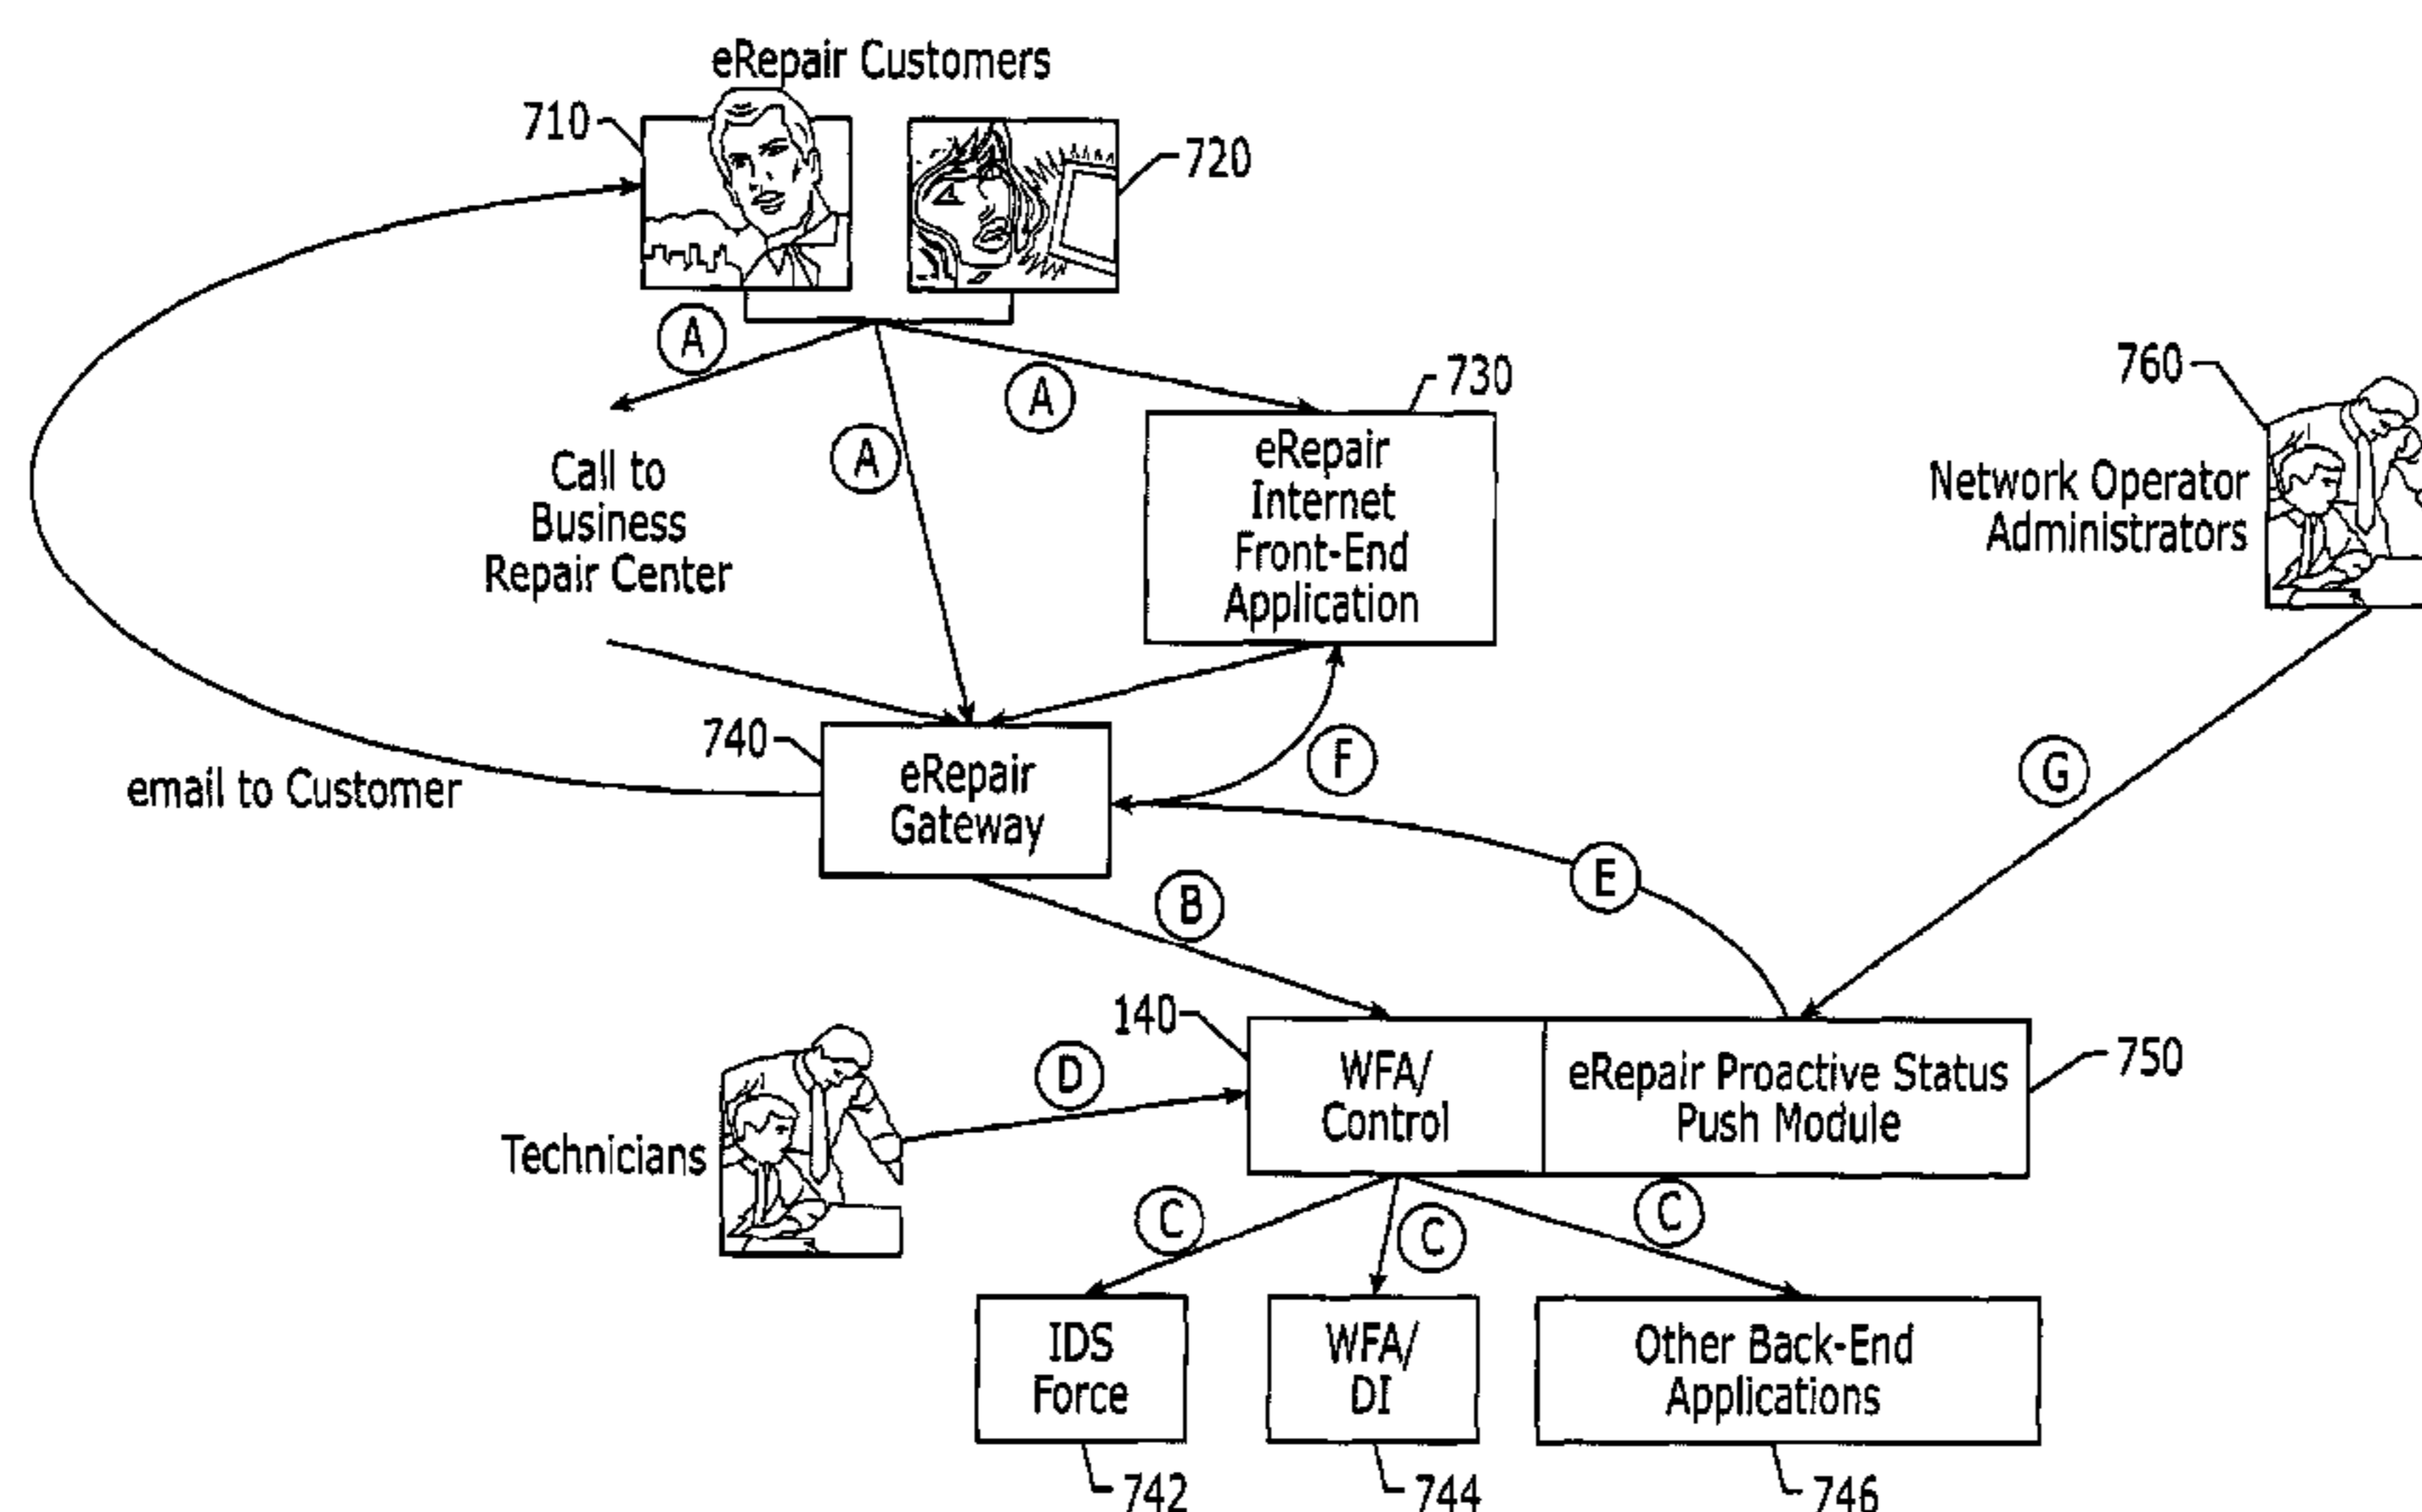 eRepair Customers
710
720
A
A
A
730
760
Call to
Business
Repair Center
eRepair
Internet
Front-End
Application
Network Operator
Administrators
740
eRepair
Gateway
F
G
email to Customer
E
B
140
WFA/
Control
eRepair Proactive Status
Push Module
750
D
Technicians
C
C
C
IDS
Force
WFA/
DI
Other Back-End
Applications
742
744
746